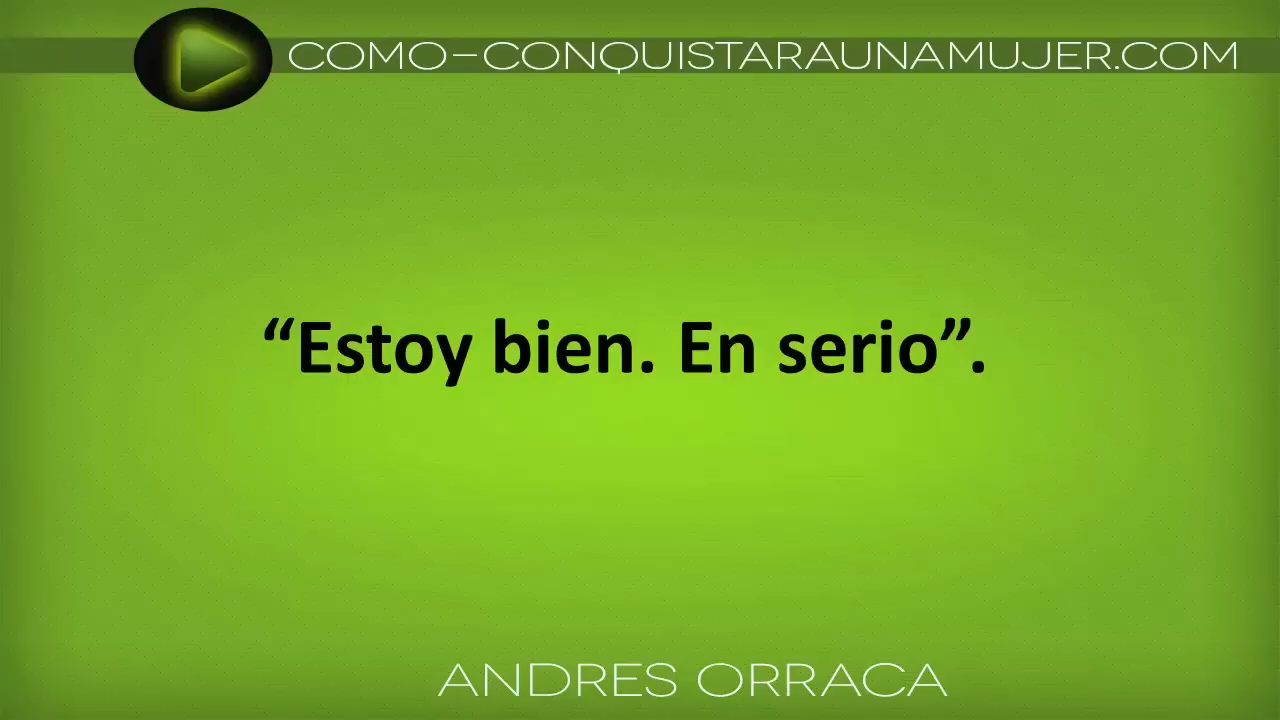 COMO-CONQUISTARAUNAMUJER.COM
“Estoy bien. En serio”.
ANDRES ORRACA